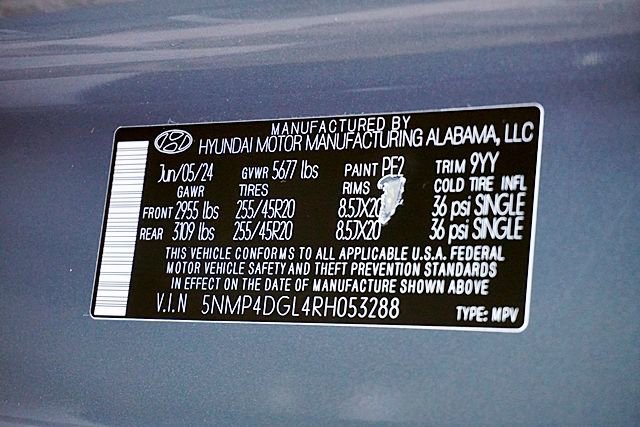 MANUFACTURED BY
HYUNDAI MOTOR MANUFACTURING ALABAMA, LLC
Jun/05/24 GVWR 5677 lbs PAINT PE2 TRIM 9YY
GAWR TIRES RIMS COLD TIRE INFL
FRONT 2955 lbs 255/45R20 8.5JX20 36 psi SINGLE
REAR 3109 lbs 255/45R20 8.5JX20 36 psi SINGLE
THIS VEHICLE CONFORMS TO ALL APPLICABLE U.S.A. FEDERAL
MOTOR VEHICLE SAFETY AND THEFT PREVENTION STANDARDS
IN EFFECT ON THE DATE OF MANUFACTURE SHOWN ABOVE
V.I.N 5NMP4DGL4RH053288 TYPE: MPV